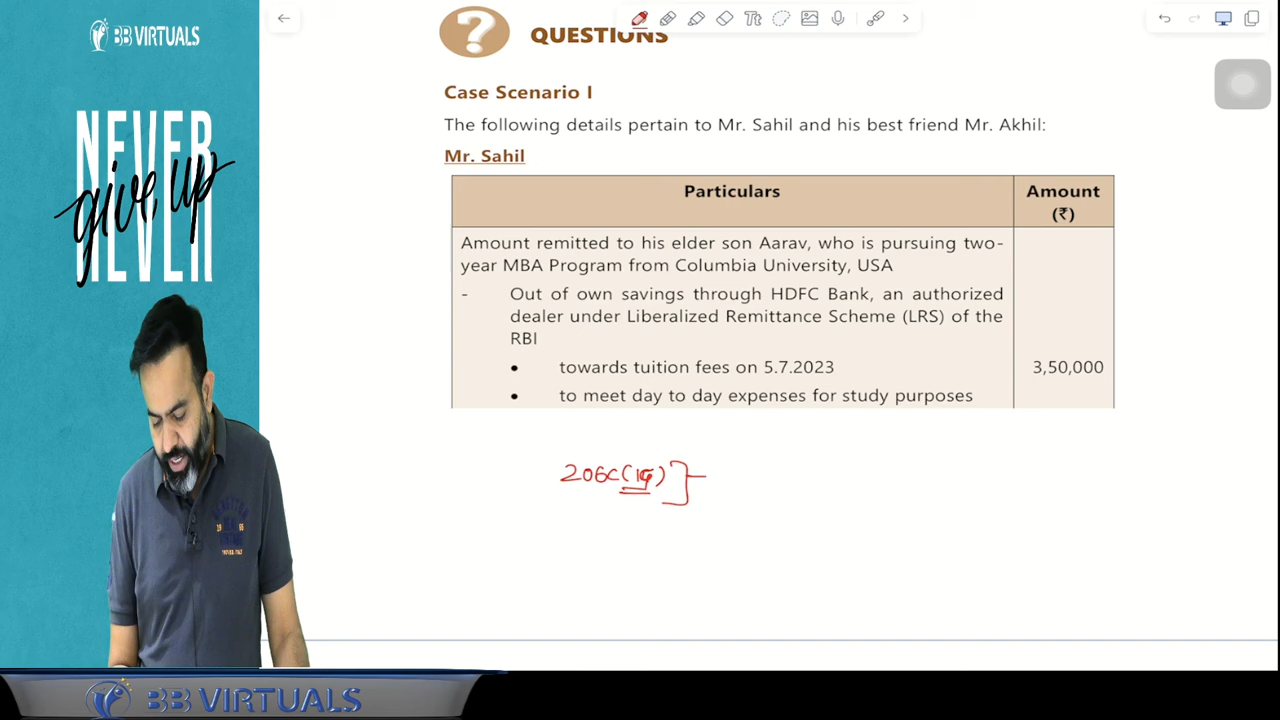 BB VIRTUALS
NEVER
give up
NEVER
QUESTIONS
Case Scenario I
The following details pertain to Mr. Sahil and his best friend Mr. Akhil:
Mr. Sahil
Particulars
Amount
(₹)
Amount remitted to his elder son Aarav, who is pursuing two-
year MBA Program from Columbia University, USA
- Out of own savings through HDFC Bank, an authorized
dealer under Liberalized Remittance Scheme (LRS) of the
RBI
• towards tuition fees on 5.7.2023 3,50,000
• to meet day to day expenses for study purposes
206C(1G)
BB VIRTUALS